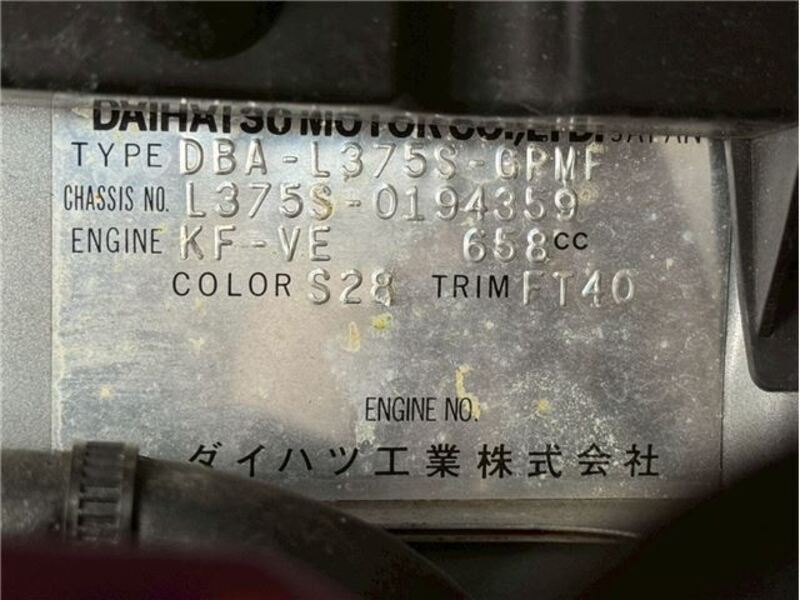 DAIHATSU MOTOR CO.,LTD. JAPAN
TYPE DBA-L375S-GPMF
CHASSIS NO. L375S-0194359
ENGINE KF-VE 658CC
COLOR S28 TRIM FT40
ENGINE NO.
ダイハツ工業株式会社